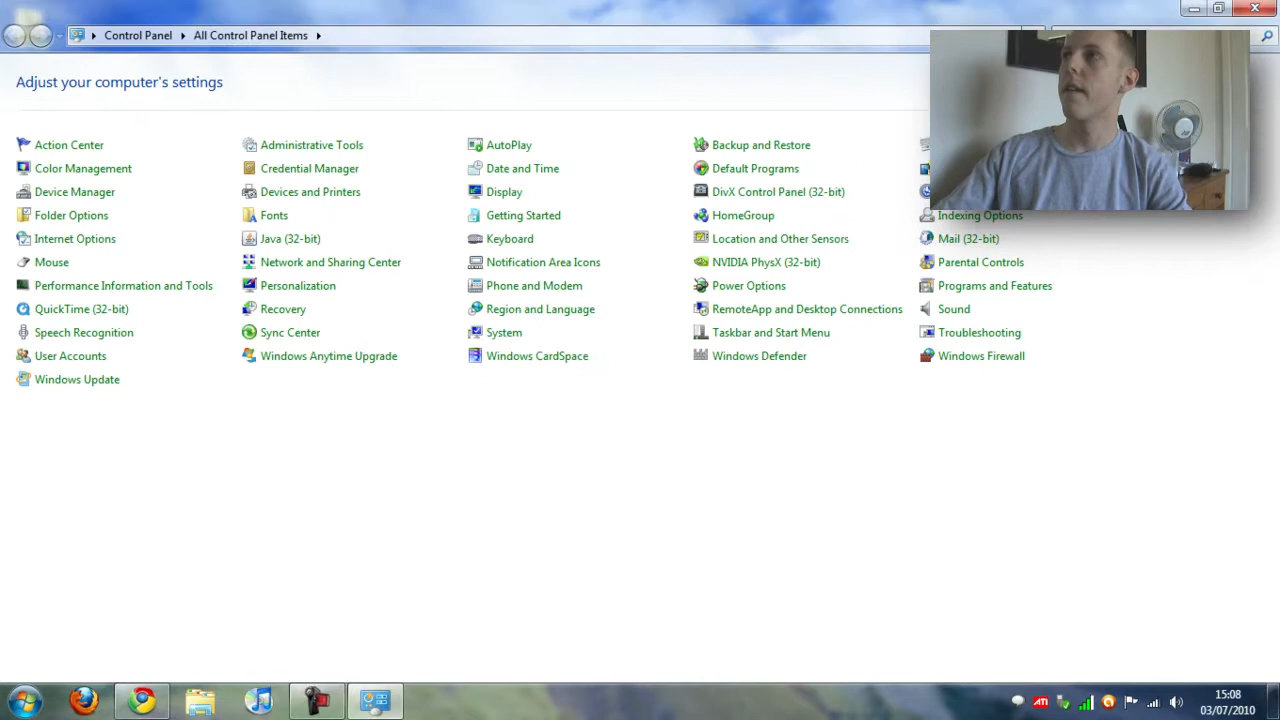 Control Panel All Control Panel Items
Adjust your computer's settings
Action Center
Administrative Tools
AutoPlay
Backup and Restore
Color Management
Credential Manager
Date and Time
Default Programs
Device Manager
Devices and Printers
Display
DivX Control Panel (32-bit)
Folder Options
Fonts
Getting Started
HomeGroup
Indexing Options
Internet Options
Java (32-bit)
Keyboard
Location and Other Sensors
Mail (32-bit)
Mouse
Network and Sharing Center
Notification Area Icons
NVIDIA PhysX (32-bit)
Parental Controls
Performance Information and Tools
Personalization
Phone and Modem
Power Options
Programs and Features
QuickTime (32-bit)
Recovery
Region and Language
RemoteApp and Desktop Connections
Sound
Speech Recognition
Sync Center
System
Taskbar and Start Menu
Troubleshooting
User Accounts
Windows Anytime Upgrade
Windows CardSpace
Windows Defender
Windows Firewall
Windows Update
ATI
15:08
03/07/2010